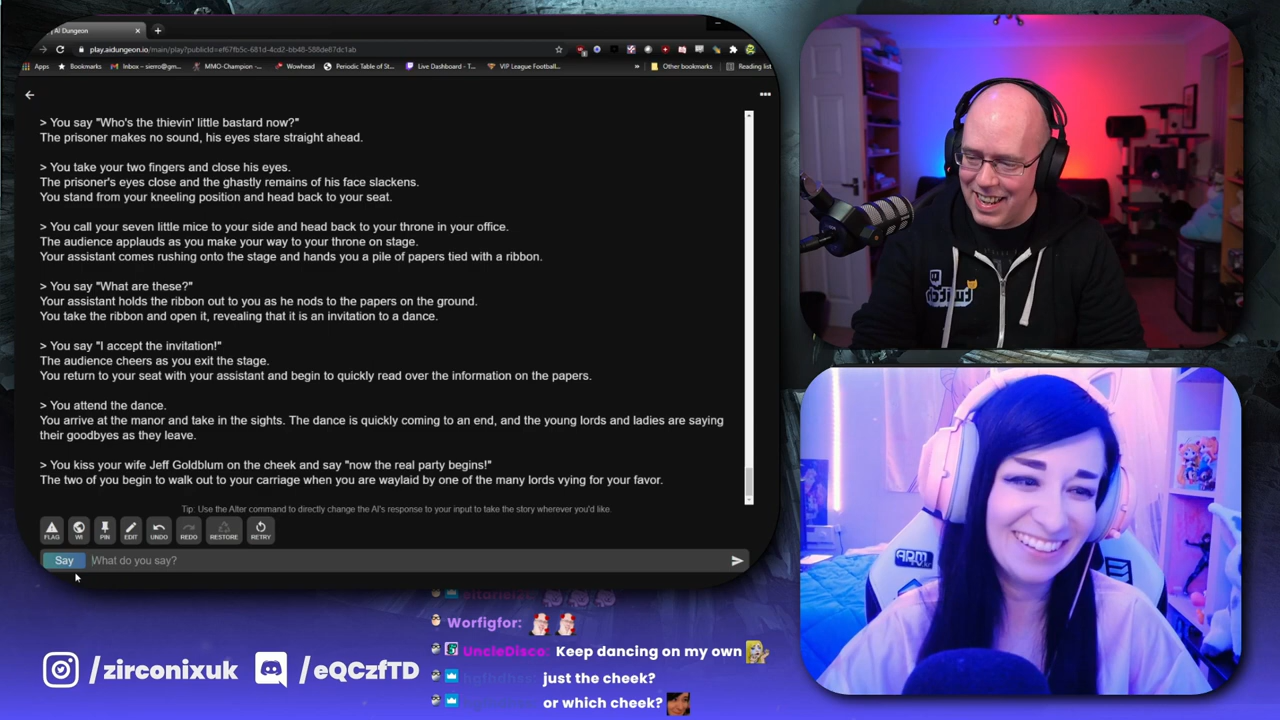 AI Dungeon
play.aidungeon.io/main/play?publicId=ef67fb5c-681d-4cd2-bb48-588de87dc1ab
Apps Bookmarks Inbox – sierro@gm... MMO-Champion -... Wowhead Periodic Table of St... Live Dashboard - T... VIP League Football... » Other bookmarks Reading list
> You say "Who's the thievin' little bastard now?"
The prisoner makes no sound, his eyes stare straight ahead.
> You take your two fingers and close his eyes.
The prisoner's eyes close and the ghastly remains of his face slackens.
You stand from your kneeling position and head back to your seat.
> You call your seven little mice to your side and head back to your throne in your office.
The audience applauds as you make your way to your throne on stage.
Your assistant comes rushing onto the stage and hands you a pile of papers tied with a ribbon.
> You say "What are these?"
Your assistant holds the ribbon out to you as he nods to the papers on the ground.
You take the ribbon and open it, revealing that it is an invitation to a dance.
> You say "I accept the invitation!"
The audience cheers as you exit the stage.
You return to your seat with your assistant and begin to quickly read over the information on the papers.
> You attend the dance.
You arrive at the manor and take in the sights. The dance is quickly coming to an end, and the young lords and ladies are saying
their goodbyes as they leave.
> You kiss your wife Jeff Goldblum on the cheek and say "now the real party begins!"
The two of you begin to walk out to your carriage when you are waylaid by one of the many lords vying for your favor.
Tip: Use the Alter command to directly change the AI's response to your input to take the story wherever you'd like.
FLAG WI PIN EDIT UNDO REDO RESTORE RETRY
Say What do you say?
Worfigfor:
UncleDisco: Keep dancing on my own
just the cheek?
or which cheek?
/zirconixuk /eQCzfTD
twitch